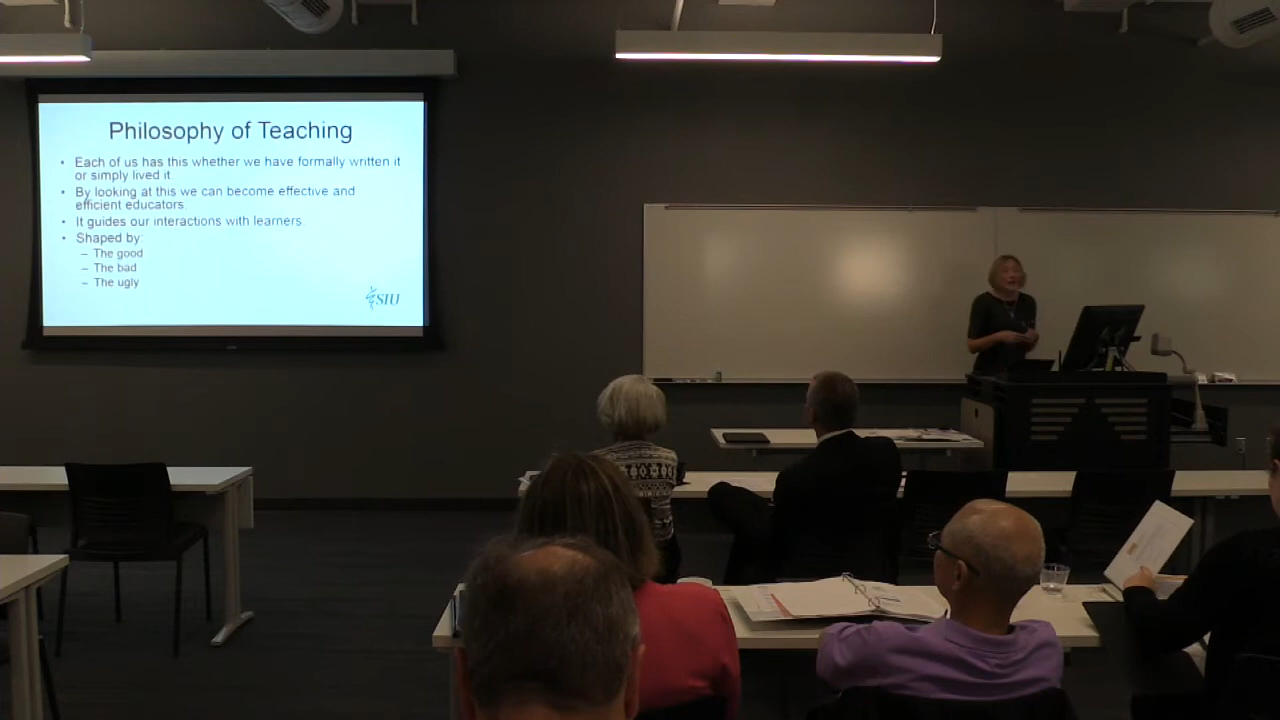 Philosophy of Teaching
• Each of us has this whether we have formally written it
or simply lived it
• By looking at this we can become effective and
efficient educators.
• It guides our interactions with learners.
• Shaped by:
– The good
– The bad
– The ugly
SIU